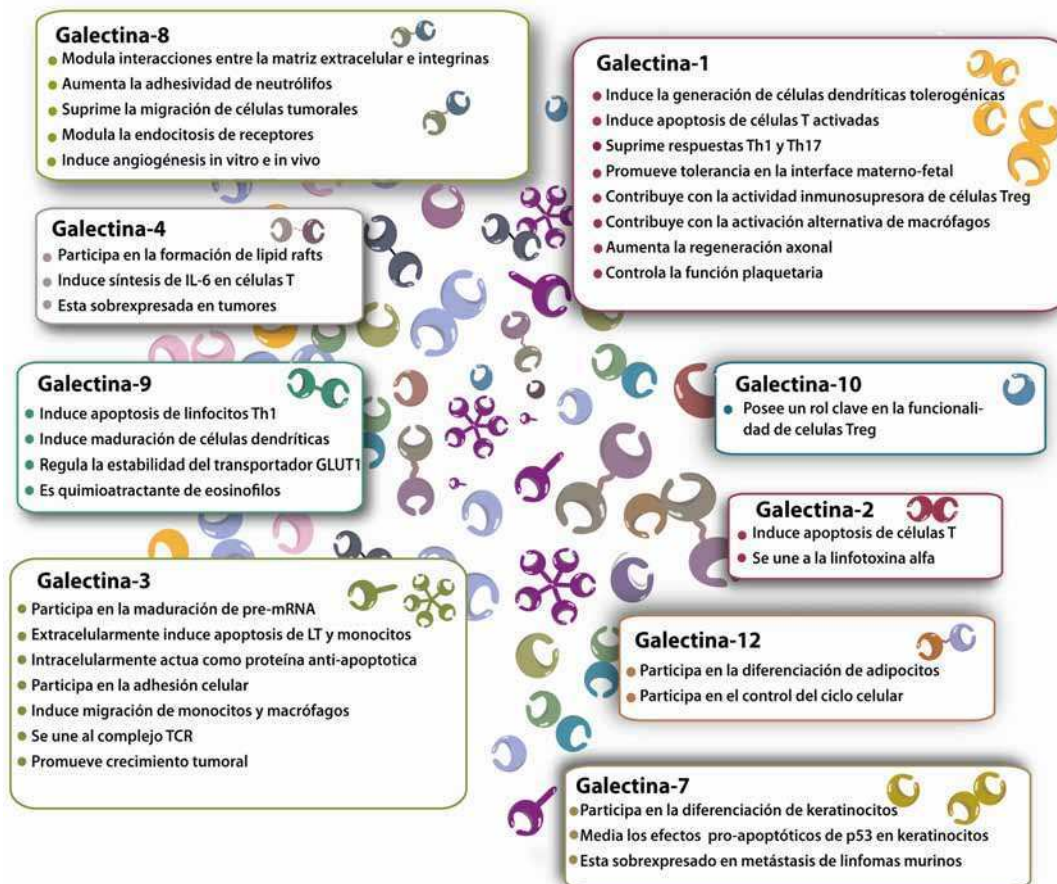 Galectina-8
Modula interacciones entre la matriz extracelular e integrinas
Aumenta la adhesividad de neutrólifos
Suprime la migración de células tumorales
Modula la endocitosis de receptores
Induce angiogénesis in vitro e in vivo
Galectina-1
Induce la generación de células dendríticas tolerogénicas
Induce apoptosis de células T activadas
Suprime respuestas Th1 y Th17
Promueve tolerancia en la interface materno-fetal
Contribuye con la actividad inmunosupresora de células Treg
Contribuye con la activación alternativa de macrófagos
Aumenta la regeneración axonal
Controla la función plaquetaria
Galectina-4
Participa en la formación de lipid rafts
Induce síntesis de IL-6 en células T
Esta sobrexpresada en tumores
Galectina-9
Induce apoptosis de linfocitos Th1
Induce maduración de células dendríticas
Regula la estabilidad del transportador GLUT1
Es quimioatractante de eosinofilos
Galectina-10
Posee un rol clave en la funcionali-
dad de celulas Treg
Galectina-2
Induce apoptosis de células T
Se une a la linfotoxina alfa
Galectina-3
Participa en la maduración de pre-mRNA
Extracelularmente induce apoptosis de LT y monocitos
Intracelularmente actua como proteína anti-apoptotica
Participa en la adhesión celular
Induce migración de monocitos y macrófagos
Se une al complejo TCR
Promueve crecimiento tumoral
Galectina-12
Participa en la diferenciación de adipocitos
Participa en el control del ciclo celular
Galectina-7
Participa en la diferenciación de keratinocitos
Media los efectos pro-apoptóticos de p53 en keratinocitos
Esta sobrexpresado en metástasis de linfomas murinos